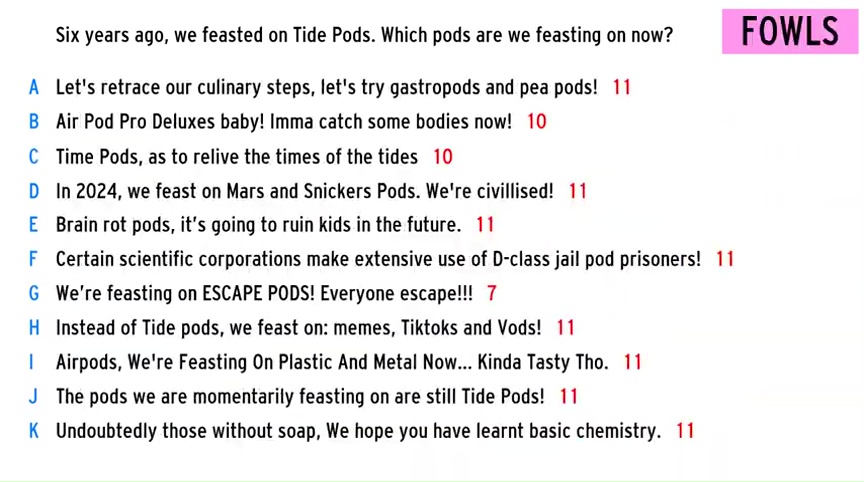 Six years ago, we feasted on Tide Pods. Which pods are we feasting on now?
FOWLS
A Let's retrace our culinary steps, let's try gastropods and pea pods! 11
B Air Pod Pro Deluxes baby! Imma catch some bodies now! 10
C Time Pods, as to relive the times of the tides 10
D In 2024, we feast on Mars and Snickers Pods. We're civillised! 11
E Brain rot pods, it's going to ruin kids in the future. 11
F Certain scientific corporations make extensive use of D-class jail pod prisoners! 11
G We're feasting on ESCAPE PODS! Everyone escape!!! 7
H Instead of Tide pods, we feast on: memes, Tiktoks and Vods! 11
I Airpods, We're Feasting On Plastic And Metal Now... Kinda Tasty Tho. 11
J The pods we are momentarily feasting on are still Tide Pods! 11
K Undoubtedly those without soap, We hope you have learnt basic chemistry. 11